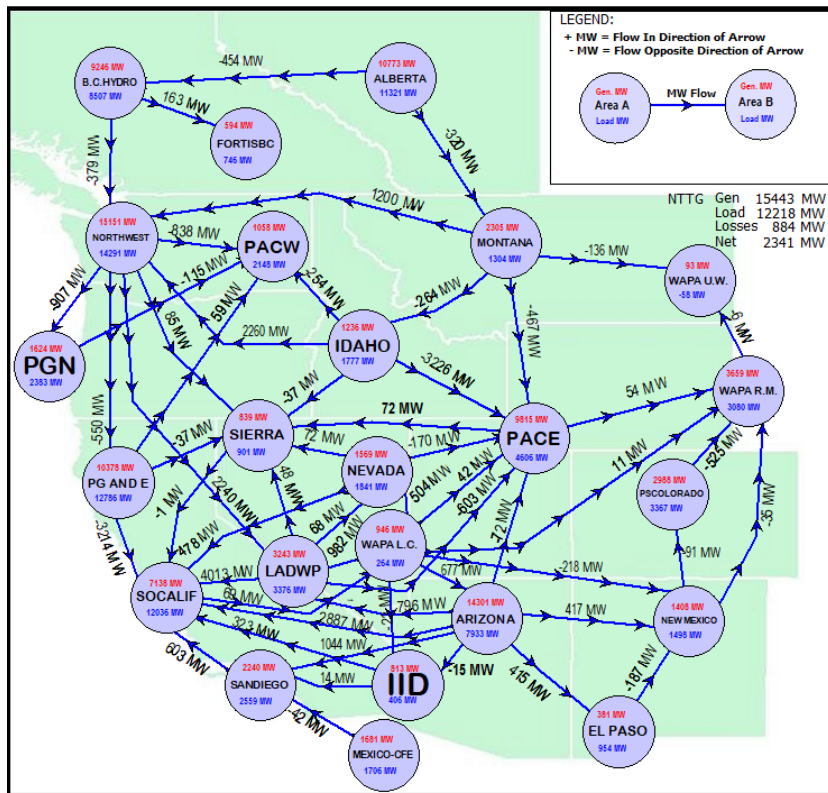 LEGEND:
+ MW = Flow In Direction of Arrow
- MW = Flow Opposite Direction of Arrow
Gen. MW
Area A
Load MW
MW Flow
Gen. MW
Area B
Load MW
NTTG Gen 15443 MW
Load 12218 MW
Losses 884 MW
Net 2341 MW
9246 MW
B.C.HYDRO
8507 MW
-454 MW
10773 MW
ALBERTA
11321 MW
163 MW
594 MW
FORTISBC
746 MW
-379 MW
-320 MW
1200 MW
15151 MW
NORTHWEST
14291 MW
-838 MW
1058 MW
PACW
2148 MW
2305 MW
MONTANA
1304 MW
-136 MW
93 MW
WAPA U.W.
-58 MW
-907 MW
-115 MW
59 MW
-254 MW
-264 MW
-467 MW
-6 MW
85 MW
2260 MW
1236 MW
IDAHO
1777 MW
-3226 MW
1624 MW
PGN
2383 MW
-37 MW
54 MW
3659 MW
WAPA R.M.
3080 MW
-550 MW
839 MW
SIERRA
901 MW
72 MW
72 MW
9815 MW
PACE
4606 MW
-37 MW
-170 MW
1569 MW
NEVADA
1841 MW
10378 MW
PG AND E
12786 MW
-1 MW
2240 MW
48 MW
504 MW
42 MW
11 MW
-525 MW
2988 MW
PSCOLORADO
3367 MW
-3214 MW
478 MW
68 MW
982 MW
-603 MW
-72 MW
-35 MW
946 MW
WAPA L.C.
264 MW
-91 MW
3243 MW
LADWP
3376 MW
4013 MW
677 MW
-218 MW
7138 MW
SOCALIF
12036 MW
69 MW
2887 MW
796 MW
14301 MW
ARIZONA
7933 MW
417 MW
1408 MW
NEW MEXICO
1498 MW
323 MW
1044 MW
603 MW
2240 MW
SANDIEGO
2559 MW
14 MW
813 MW
IID
406 MW
-15 MW
415 MW
-187 MW
-42 MW
381 MW
EL PASO
954 MW
1681 MW
MEXICO-CFE
1706 MW